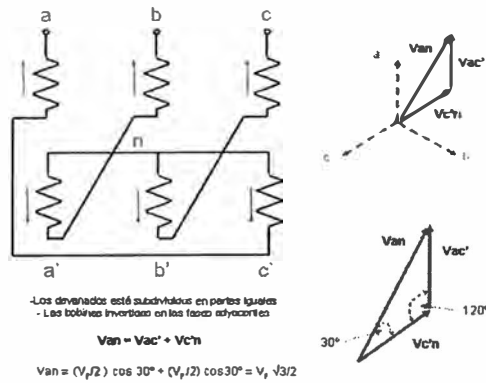 a b c
n
a` b' c`
-Los devanados está subdivididos en partes iguales
- Las bobinas invertidas en las fases adyacentes
Van = Vac' + Vc'n
Van = (Vf/2) cos 30° + (Vf/2) cos30° = Vf √3/2
Van
Vac'
Vc'n
a
c
b
Van
Vac'
Vc'n
30°
120°